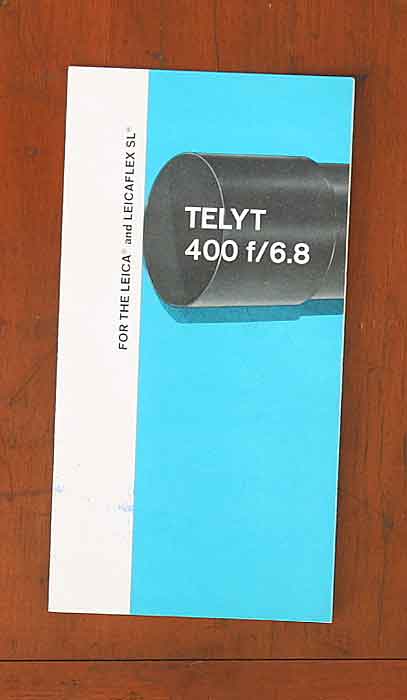 FOR THE LEICA® and LEICAFLEX SL®
TELYT
400 f/6.8